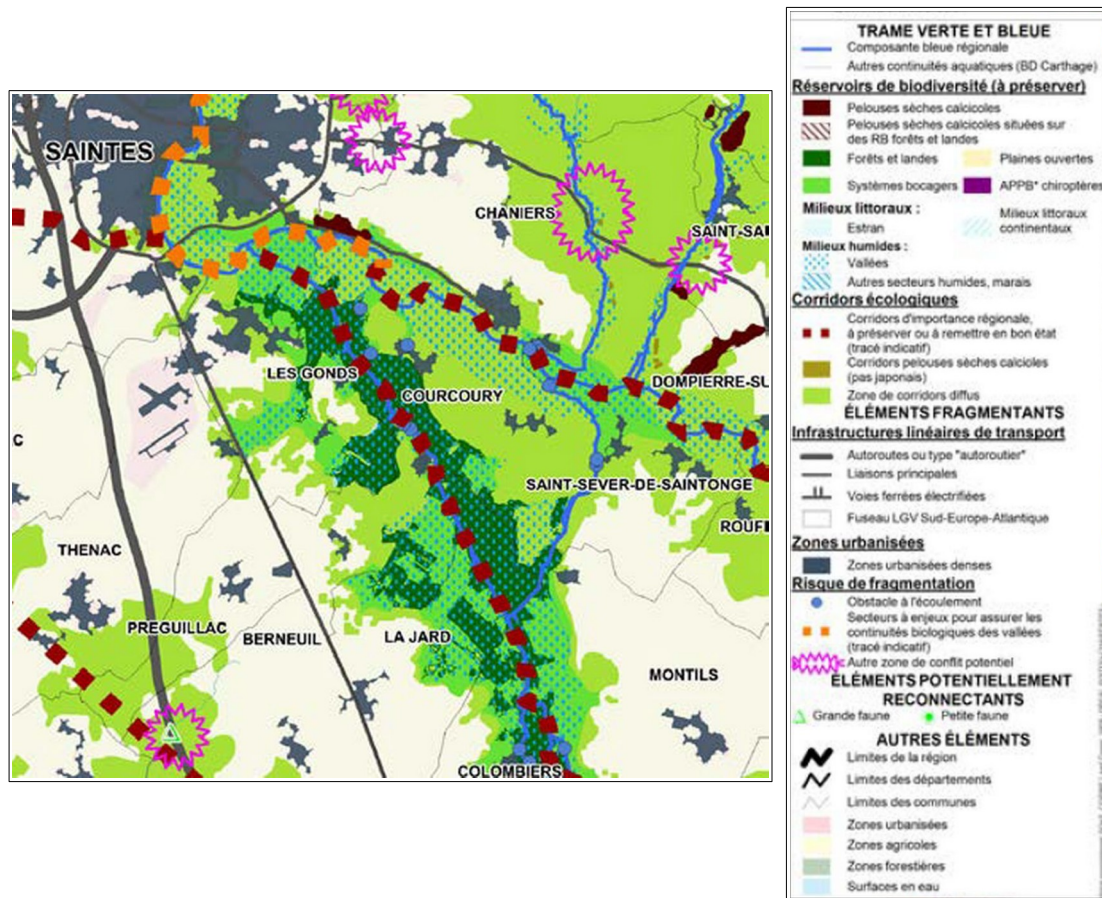 SAINTES
CHANIERS
SAINT-SAU
LES GONDS
COURCOURY
DOMPIERRE-SU
SAINT-SEVER-DE-SAINTONGE
ROUFI
C
THENAC
PREGUILLAC
BERNEUIL
LA JARD
MONTILS
COLOMBIERS
TRAME VERTE ET BLEUE
Composante bleue régionale
Autres continuités aquatiques (BD Carthage)
Réservoirs de biodiversité (à préserver)
Pelouses sèches calcicoles
Pelouses sèches calcicoles situées sur
des RB forêts et landes
Forêts et landes
Plaines ouvertes
Systèmes bocagers
APPB* chiroptères
Milieux littoraux :
Estran
Milieux littoraux
continentaux
Milieux humides :
Vallées
Autres secteurs humides, marais
Corridors écologiques
Corridors d'importance régionale,
à préserver ou à remettre en bon état
(tracé indicatif)
Corridors pelouses sèches calcicoles
(pas japonais)
Zone de corridors diffus
ÉLÉMENTS FRAGMENTANTS
Infrastructures linéaires de transport
Autoroutes ou type "autoroutier"
Liaisons principales
Voies ferrées électrifiées
Fuseau LGV Sud-Europe-Atlantique
Zones urbanisées
Zones urbanisées denses
Risque de fragmentation
Obstacle à l'écoulement
Secteurs à enjeux pour assurer les
continuités biologiques des vallées
(tracé indicatif)
Autre zone de conflit potentiel
ÉLÉMENTS POTENTIELLEMENT
RECONNECTANTS
Grande faune
Petite faune
AUTRES ÉLÉMENTS
Limites de la région
Limites des départements
Limites des communes
Zones urbanisées
Zones agricoles
Zones forestières
Surfaces en eau